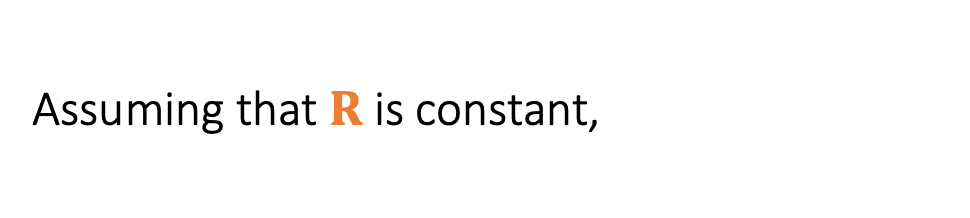 Assuming that R is constant,